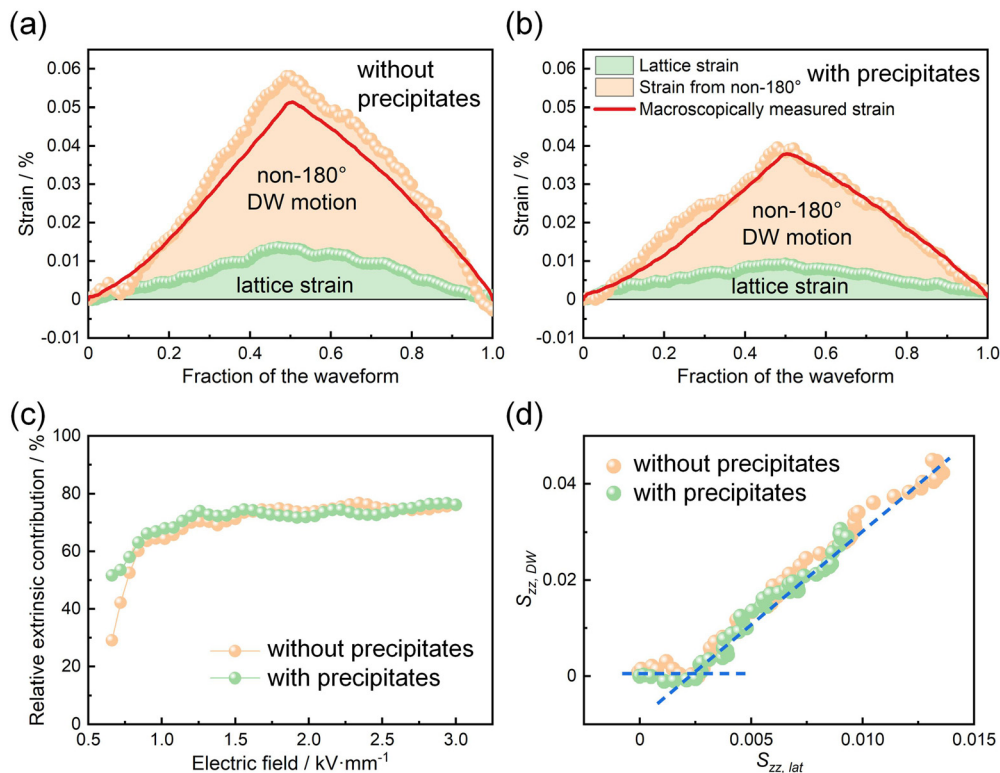 (a)
0.06
0.05
0.04
0.03
0.02
0.01
0
-0.01
Strain / %
without
precipitates
non-180°
DW motion
lattice strain
0
0.2
0.4
0.6
0.8
1.0
Fraction of the waveform
(b)
0.06
0.05
0.04
0.03
0.02
0.01
0
-0.01
Strain / %
Lattice strain
Strain from non-180°
Macroscopically measured strain
with precipitates
non-180°
DW motion
lattice strain
0
0.2
0.4
0.6
0.8
1.0
Fraction of the waveform
(c)
100
80
60
40
20
0
Relative extrinsic contribution / %
without precipitates
with precipitates
0.5
1.0
1.5
2.0
2.5
3.0
Electric field / kV·mm⁻¹
(d)
0.04
0.02
0
Szz, DW
without precipitates
with precipitates
0
0.005
0.010
0.015
Szz, lat